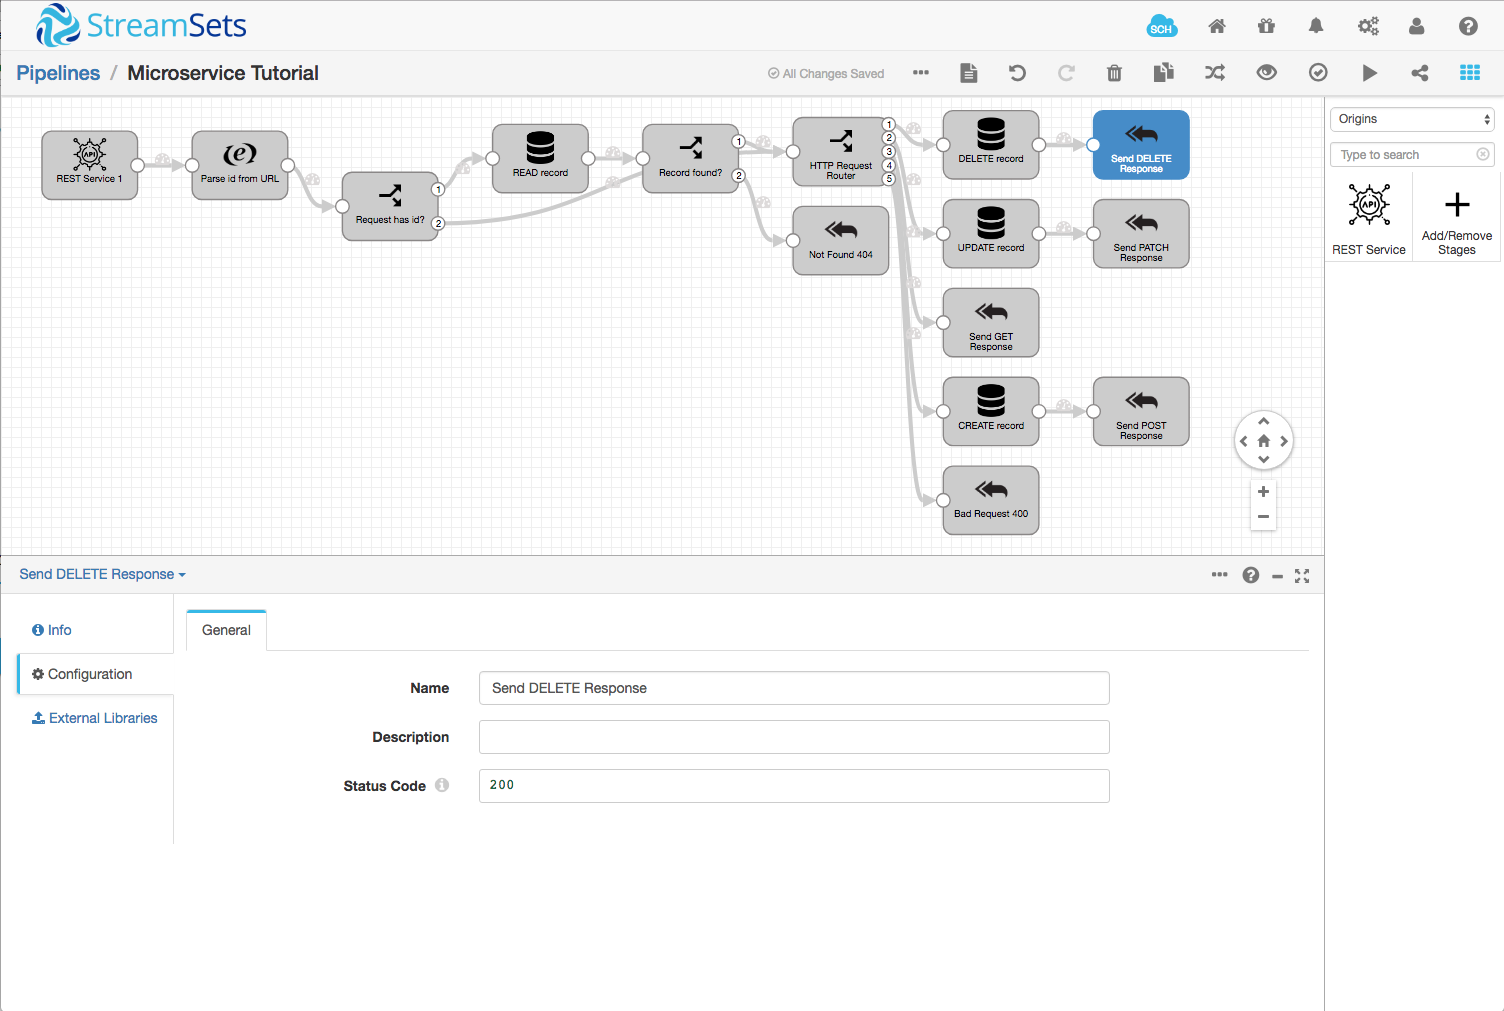 StreamSets
SCH
Pipelines / Microservice Tutorial
All Changes Saved
API
REST Service 1
Parse id from URL
Request has id?
1
2
READ record
Record found?
1
2
HTTP Request
Router
1
2
3
4
5
Not Found 404
DELETE record
Send DELETE
Response
UPDATE record
Send PATCH
Response
Send GET
Response
CREATE record
Send POST
Response
Bad Request 400
Origins
Type to search
API
REST Service
Add/Remove
Stages
Send DELETE Response
Info
Configuration
External Libraries
General
Name
Send DELETE Response
Description
Status Code
200